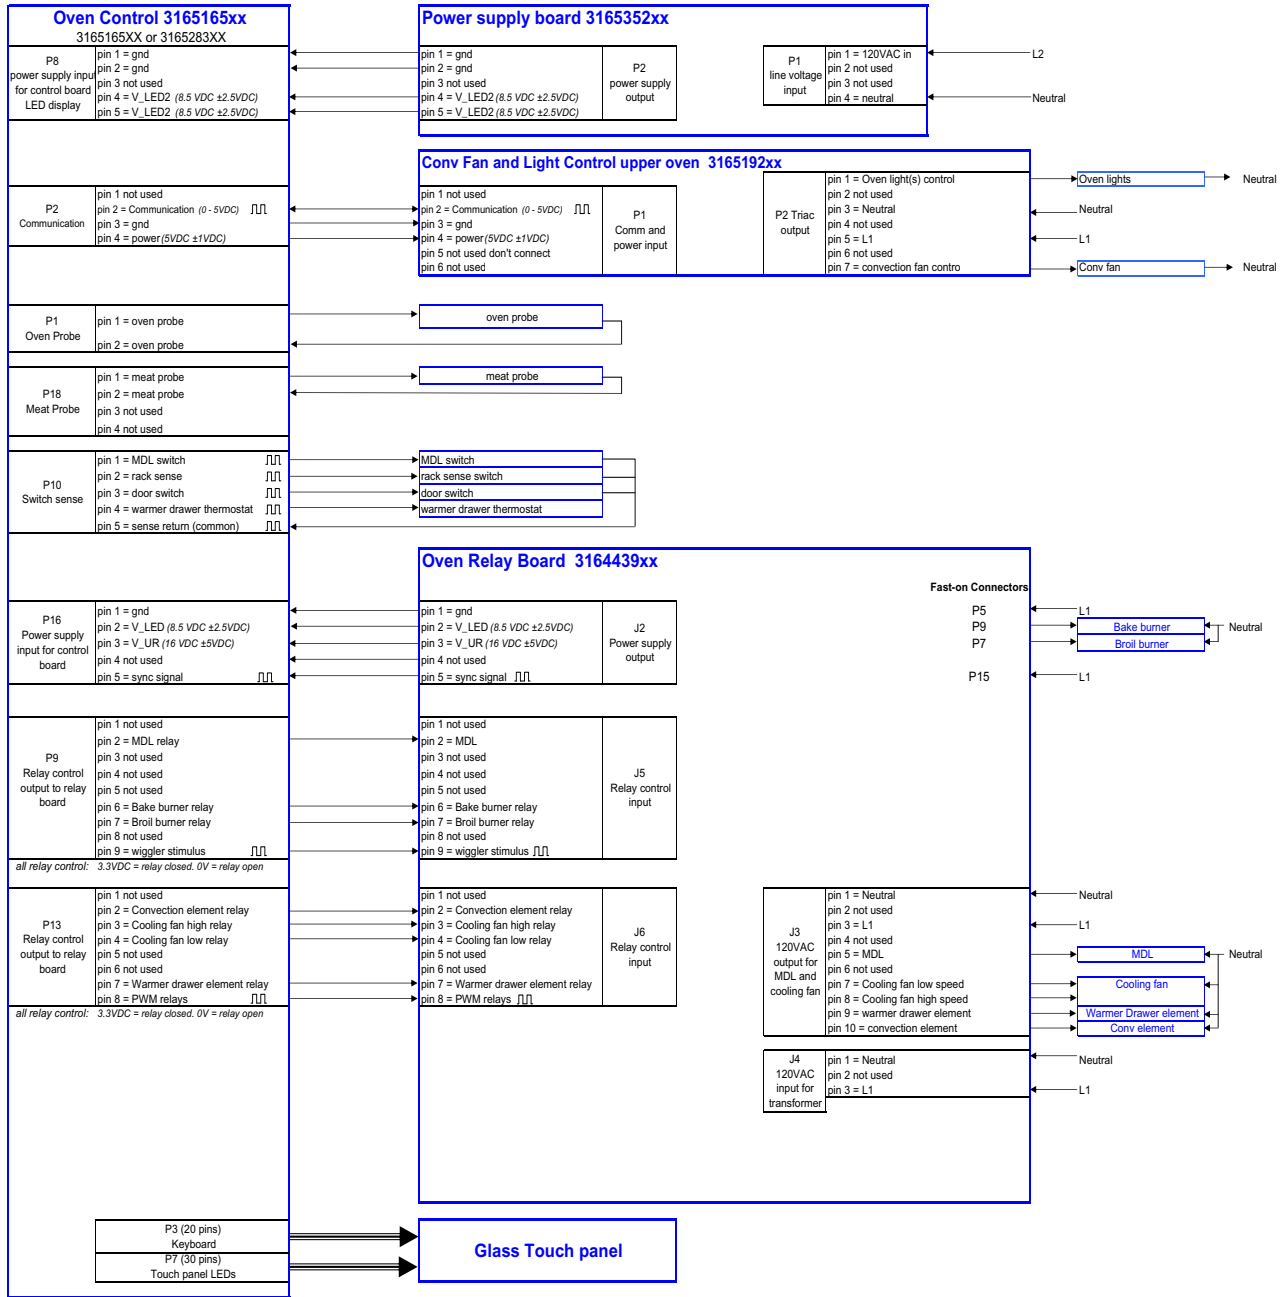 Oven Control 3165165xx
3165165XX or 3165283XX
P8
power supply input
for control board
LED display
pin 1 = gnd
pin 2 = gnd
pin 3 not used
pin 4 = V_LED2 (8.5 VDC ±2.5VDC)
pin 5 = V_LED2 (8.5 VDC ±2.5VDC)
Power supply board 3165352xx
pin 1 = gnd
pin 2 = gnd
pin 3 not used
pin 4 = V_LED2 (8.5 VDC ±2.5VDC)
pin 5 = V_LED2 (8.5 VDC ±2.5VDC)
P2
power supply
output
P1
line voltage
input
pin 1 = 120VAC in
pin 2 not used
pin 3 not used
pin 4 = neutral
L2
Neutral
Conv Fan and Light Control upper oven 3165192xx
P2
Communication
pin 1 not used
pin 2 = Communication (0 - 5VDC)
pin 3 = gnd
pin 4 = power(5VDC ±1VDC)
pin 1 not used
pin 2 = Communication (0 - 5VDC)
pin 3 = gnd
pin 4 = power(5VDC ±1VDC)
pin 5 not used don't connect
pin 6 not used
P1
Comm and
power input
P2 Triac
output
pin 1 = Oven light(s) control
pin 2 not used
pin 3 = Neutral
pin 4 not used
pin 5 = L1
pin 6 not used
pin 7 = convection fan contro
Oven lights
Neutral
Neutral
L1
Conv fan
Neutral
P1
Oven Probe
pin 1 = oven probe
pin 2 = oven probe
oven probe
P18
Meat Probe
pin 1 = meat probe
pin 2 = meat probe
pin 3 not used
pin 4 not used
meat probe
P10
Switch sense
pin 1 = MDL switch
pin 2 = rack sense
pin 3 = door switch
pin 4 = warmer drawer thermostat
pin 5 = sense return (common)
MDL switch
rack sense switch
door switch
warmer drawer thermostat
Oven Relay Board 3164439xx
Fast-on Connectors
P5
P9
P7
P15
L1
Bake burner
Broil burner
Neutral
L1
P16
Power supply
input for control
board
pin 1 = gnd
pin 2 = V_LED (8.5 VDC ±2.5VDC)
pin 3 = V_UR (16 VDC ±5VDC)
pin 4 not used
pin 5 = sync signal
pin 1 = gnd
pin 2 = V_LED (8.5 VDC ±2.5VDC)
pin 3 = V_UR (16 VDC ±5VDC)
pin 4 not used
pin 5 = sync signal
J2
Power supply
output
P9
Relay control
output to relay
board
pin 1 not used
pin 2 = MDL relay
pin 3 not used
pin 4 not used
pin 5 not used
pin 6 = Bake burner relay
pin 7 = Broil burner relay
pin 8 not used
pin 9 = wiggler stimulus
all relay control: 3.3VDC = relay closed. 0V = relay open
pin 1 not used
pin 2 = MDL
pin 3 not used
pin 4 not used
pin 5 not used
pin 6 = Bake burner relay
pin 7 = Broil burner relay
pin 8 not used
pin 9 = wiggler stimulus
J5
Relay control
input
P13
Relay control
output to relay
board
pin 1 not used
pin 2 = Convection element relay
pin 3 = Cooling fan high relay
pin 4 = Cooling fan low relay
pin 5 not used
pin 6 not used
pin 7 = Warmer drawer element relay
pin 8 = PWM relays
all relay control: 3.3VDC = relay closed. 0V = relay open
pin 1 not used
pin 2 = Convection element relay
pin 3 = Cooling fan high relay
pin 4 = Cooling fan low relay
pin 5 not used
pin 6 not used
pin 7 = Warmer drawer element relay
pin 8 = PWM relays
J6
Relay control
input
J3
120VAC
output for
MDL and
cooling fan
pin 1 = Neutral
pin 2 not used
pin 3 = L1
pin 4 not used
pin 5 = MDL
pin 6 not used
pin 7 = Cooling fan low speed
pin 8 = Cooling fan high speed
pin 9 = warmer drawer element
pin 10 = convection element
Neutral
L1
MDL
Neutral
Cooling fan
Warmer Drawer element
Conv element
J4
120VAC
input for
transformer
pin 1 = Neutral
pin 2 not used
pin 3 = L1
Neutral
L1
P3 (20 pins)
Keyboard
P7 (30 pins)
Touch panel LEDs
Glass Touch panel